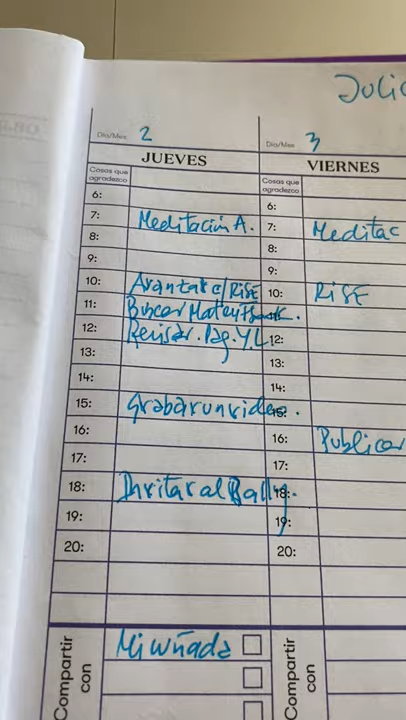 Julio
Día/Mes 2
JUEVES
Cosas que
agradezco
6:
7: Meditación A.
8:
9:
10: Avanzar c/ RISE
11: Buscar
12: Revisar. Pág. Y.L
13:
14:
15: Grabar un video.
16:
17:
18: Invitar al
19:
20:
Compartir
con
Mi cuñada
Día/Mes 3
VIERNES
Cosas que
agradezco
6:
7: Meditac
8:
9:
10: RISE
12:
13:
14:
15:
16: Publicar
17:
18:
19:
20:
Compartir
con